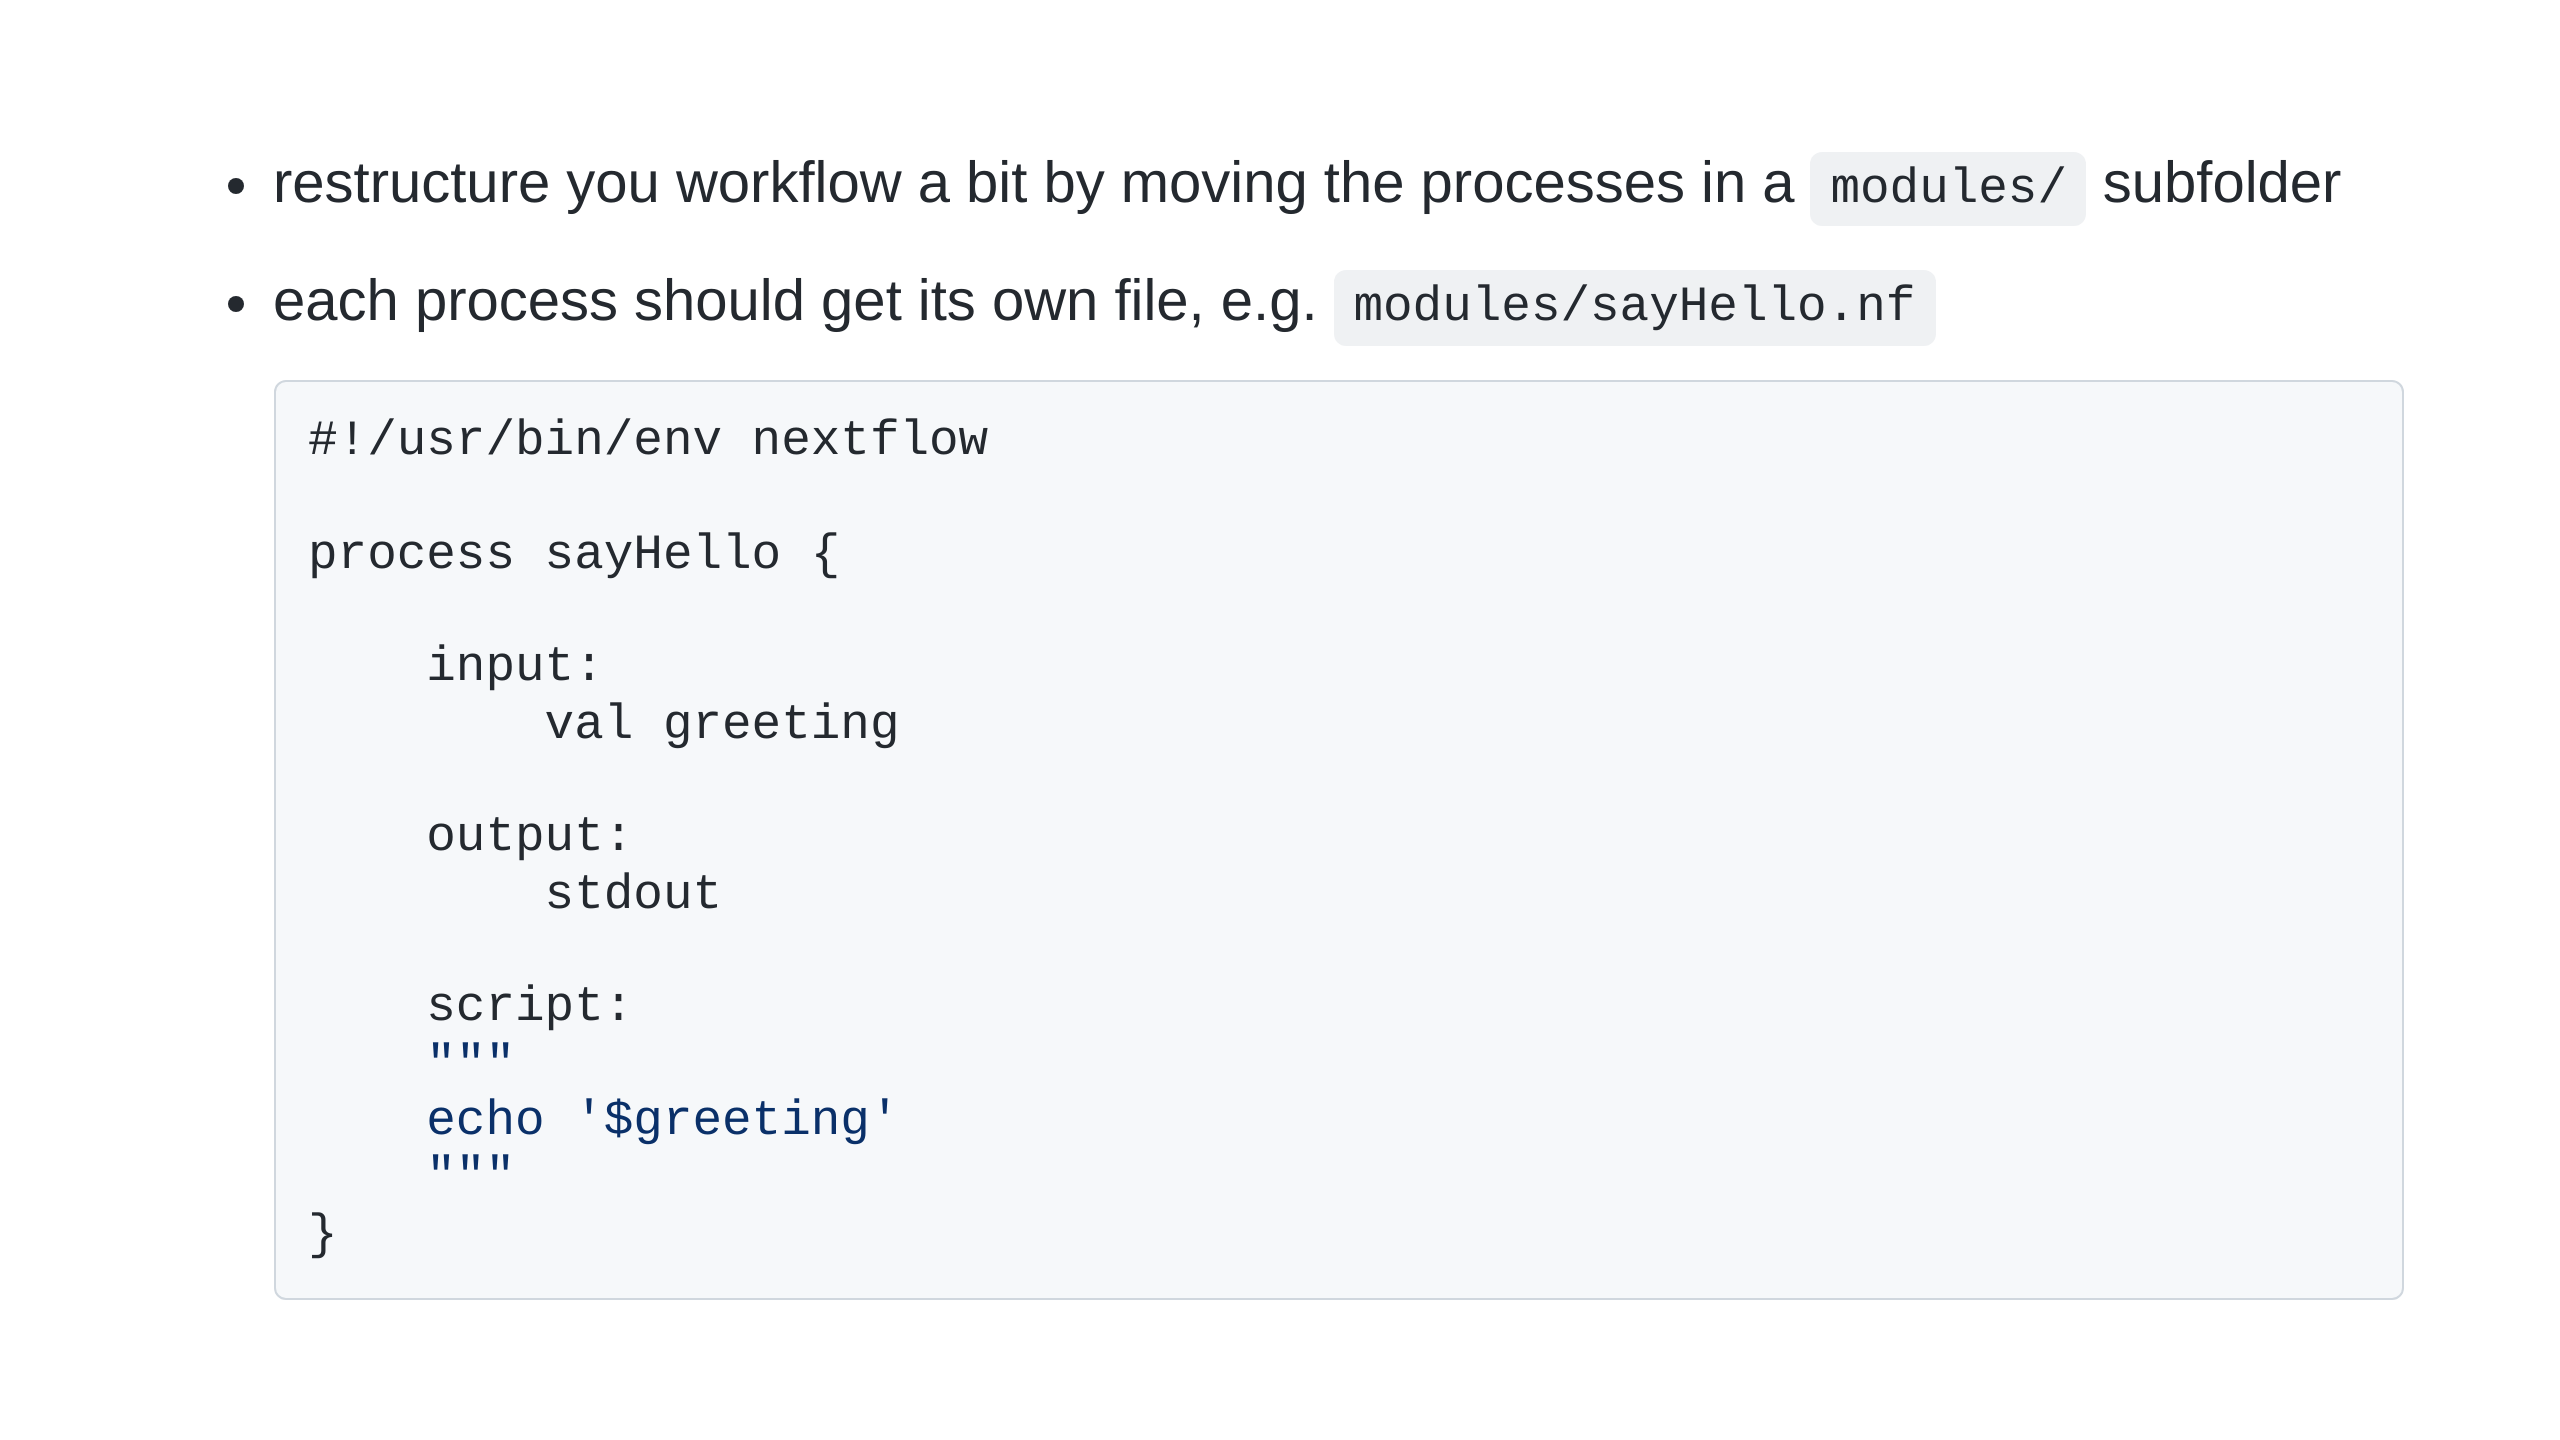 • restructure you workflow a bit by moving the processes in a modules/ subfolder
• each process should get its own file, e.g. modules/sayHello.nf
#!/usr/bin/env nextflow

process sayHello {

    input:
        val greeting

    output:
        stdout

    script:
    """
    echo '$greeting'
    """
}